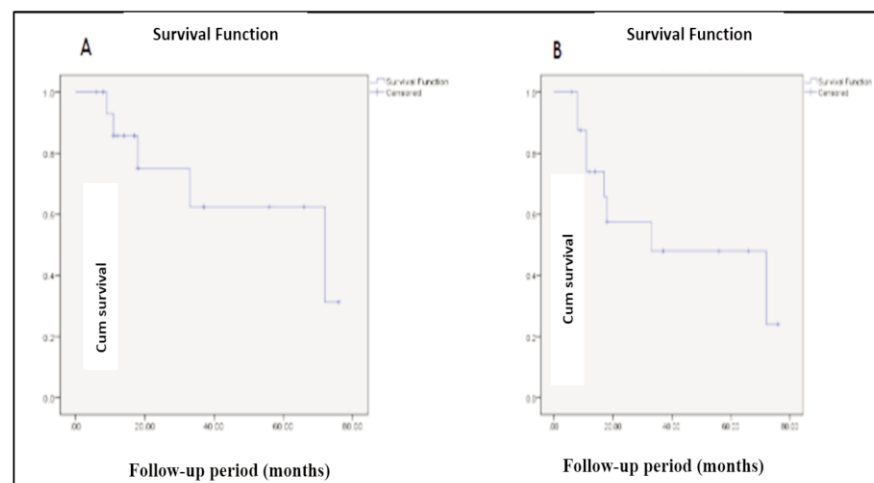 A
Survival Function
Survival Function
Censored
1.0
0.8
0.6
0.4
0.2
0.0
Cum survival
.00
20.00
40.00
60.00
80.00
Follow-up period (months)
B
Survival Function
Survival Function
Censored
1.0
0.8
0.6
0.4
0.2
0.0
Cum survival
.00
20.00
40.00
60.00
80.00
Follow-up period (months)